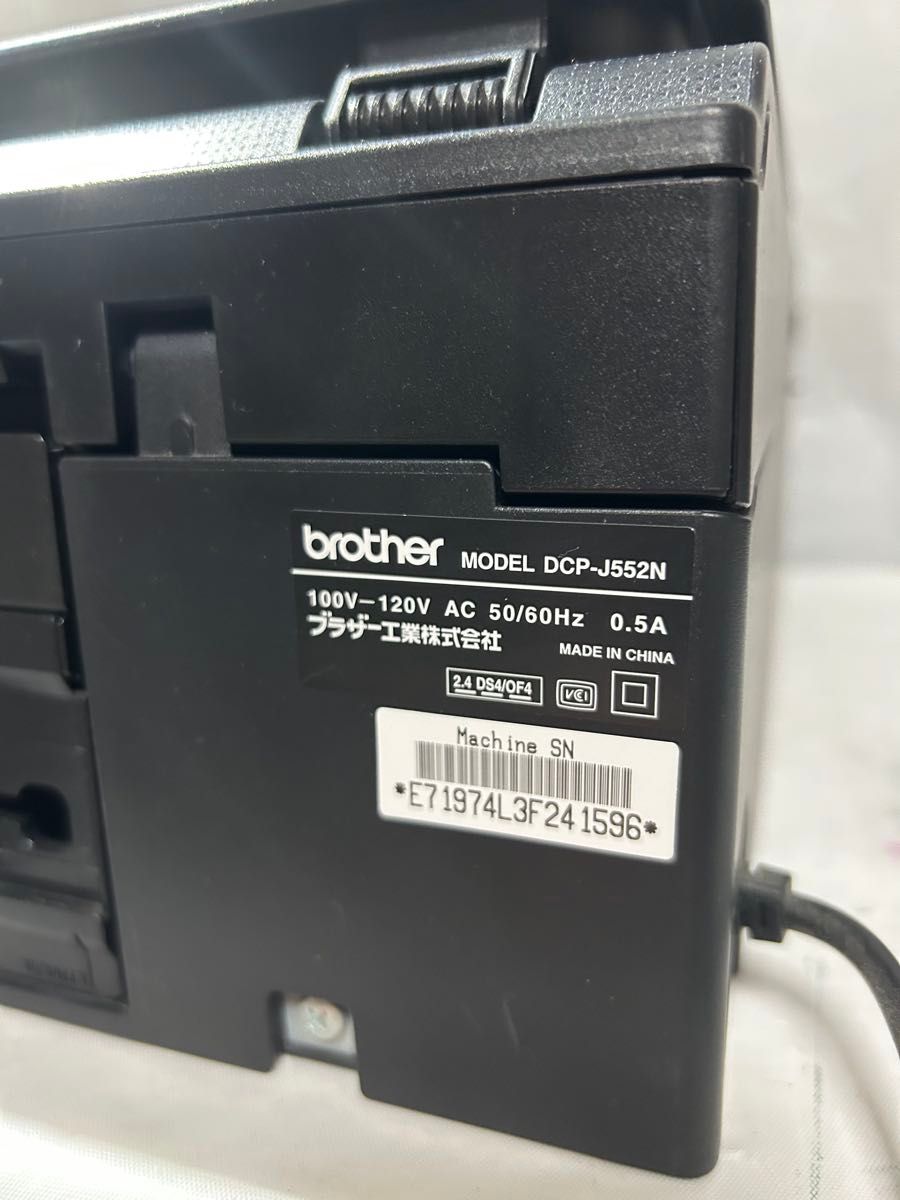 brother MODEL DCP-J552N
100V-120V AC 50/60Hz 0.5A
ブラザー工業株式会社
MADE IN CHINA
2.4 DS4/OF4
VCCI
Machine SN
*E71974L3F241596*